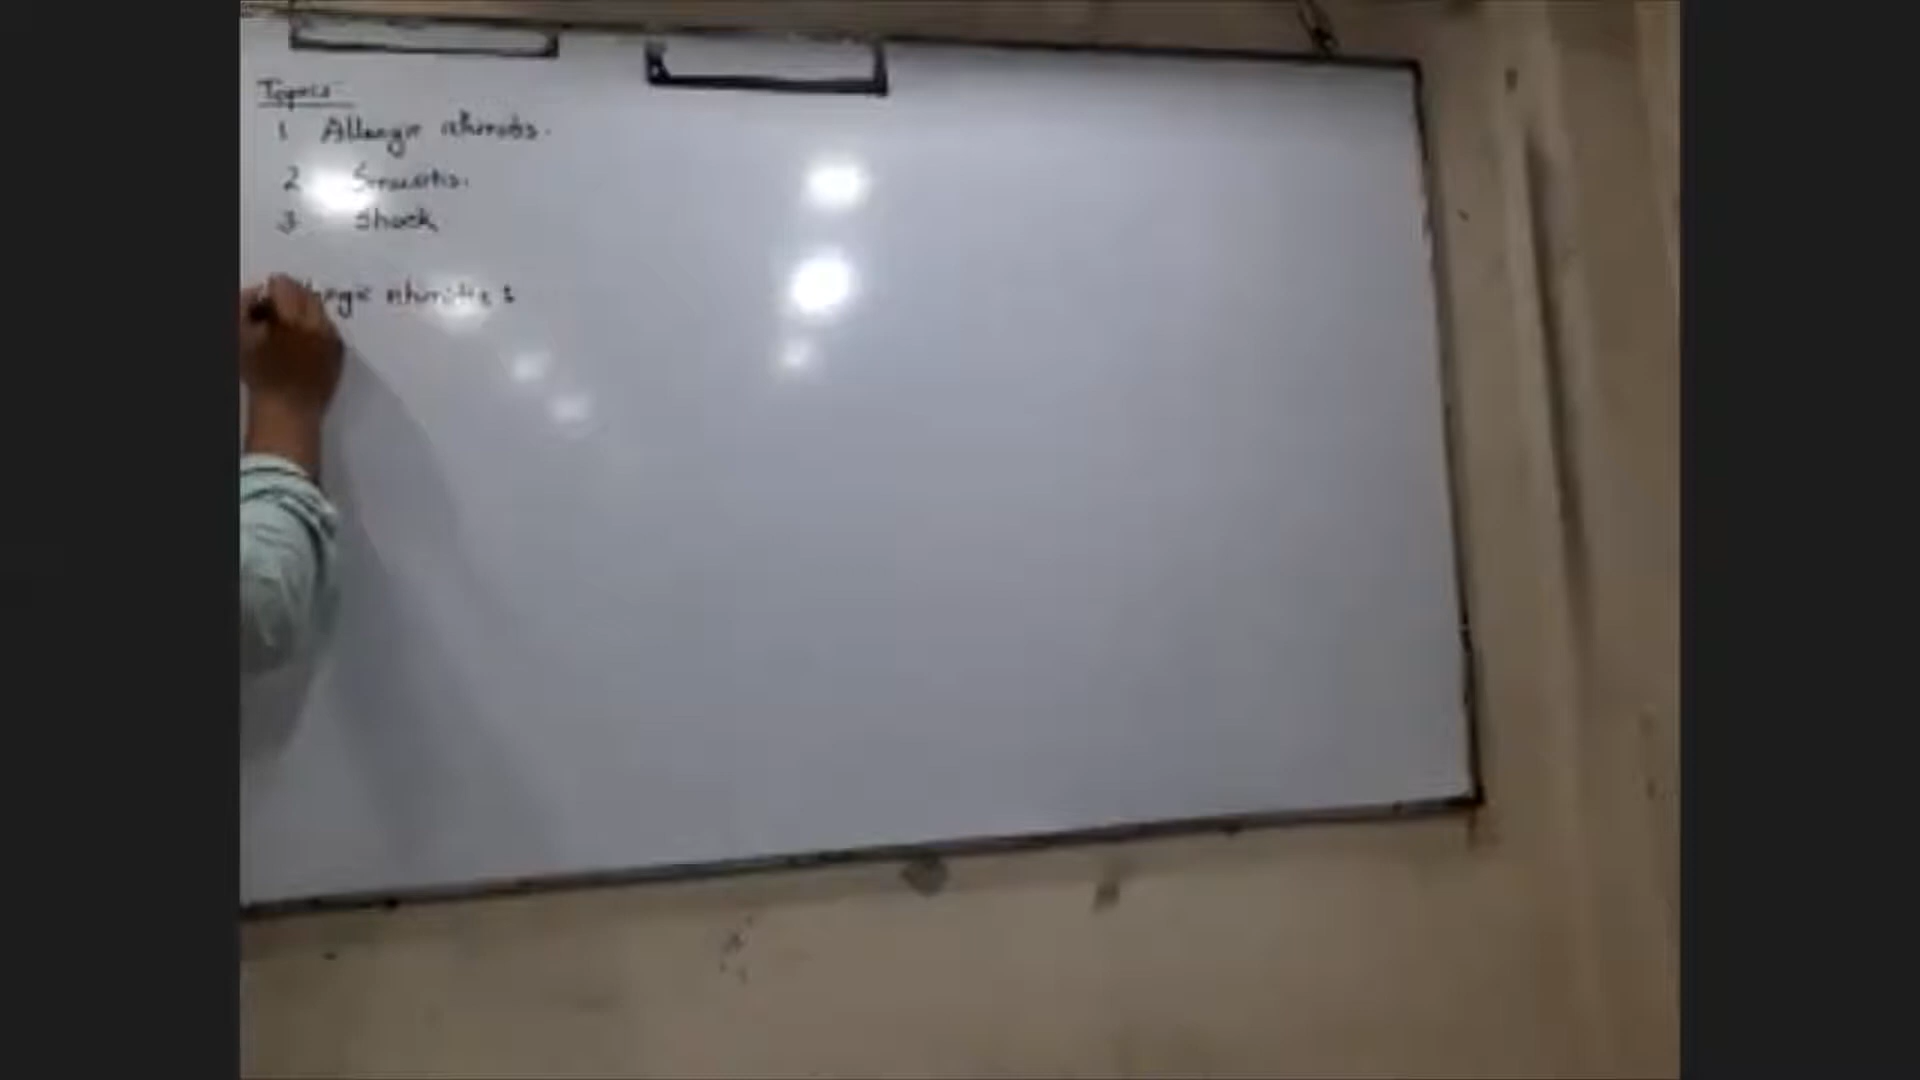 Topics
1 Allergic rhinitis.
2 Sinusitis.
3 Shock
rhinitis :